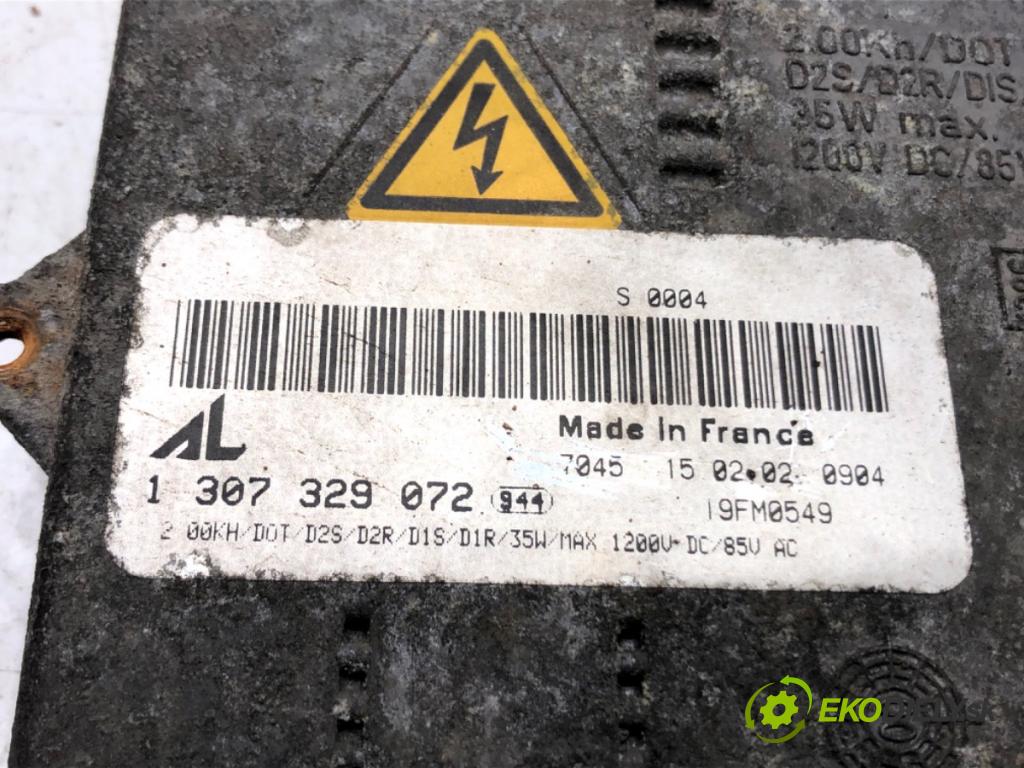 2.00Kh/DOT
D2S/D2R/D1S
35W max.
1200V DC/85V
S 0004
AL
Made in France
7045 15 02.02. 0904
1 307 329 072 944
19FM0549
2 00KH/DOT/D2S/D2R/D1S/D1R/35W/MAX 1200V DC/85V AC
EKO